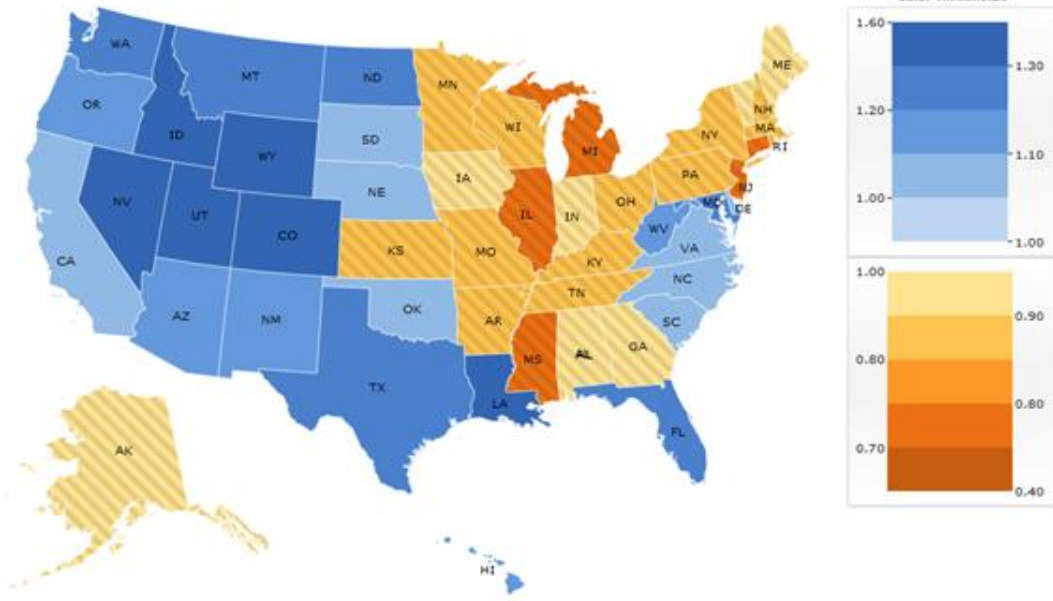 1.60
1.30
1.20
1.10
1.00
1.00
1.00
0.90
0.80
0.80
0.70
0.40
WA
MT
ND
MN
ME
OR
ID
SD
WI
NH
NY
MA
RI
WY
MI
PA
NE
IA
NJ
NV
UT
IL
IN
OH
MD
DE
CO
WV
CA
KS
MO
VA
KY
AZ
NM
OK
TN
NC
AR
SC
MS
AL
GA
TX
LA
FL
AK
HI